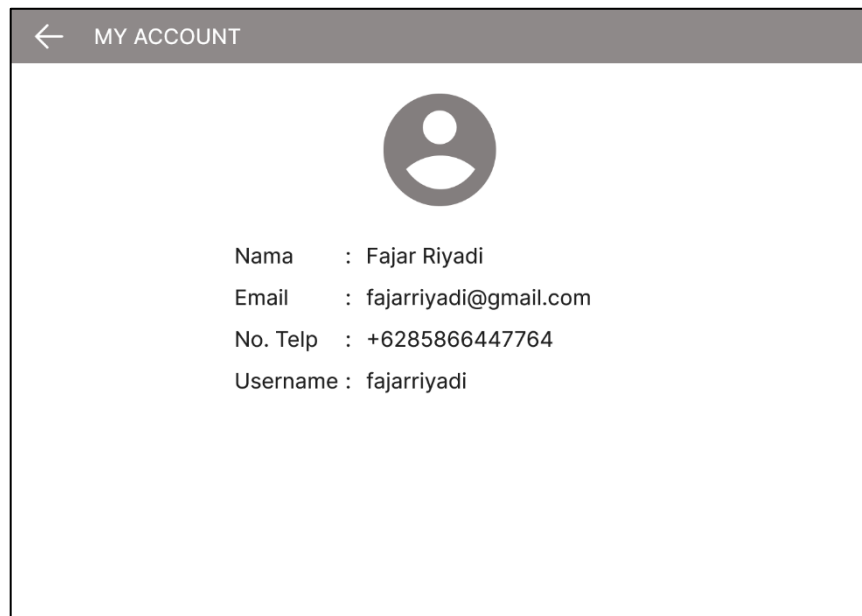 MY ACCOUNT
Nama : Fajar Riyadi
Email : fajarriyadi@gmail.com
No. Telp : +6285866447764
Username : fajarriyadi